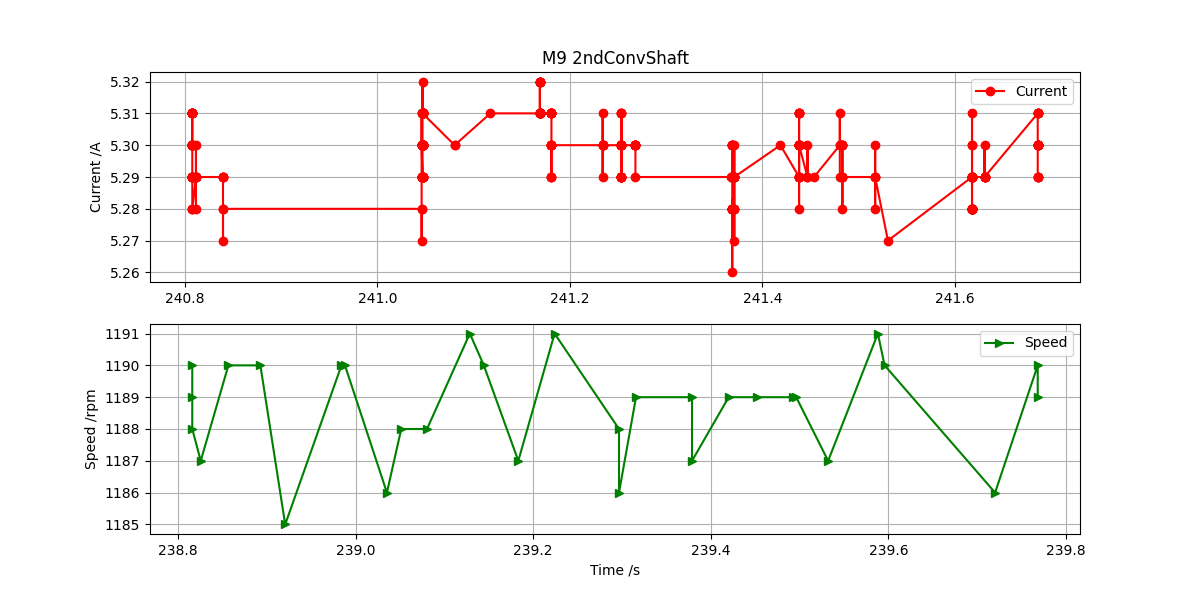 M9 2ndConvShaft
5.32
5.31
5.30
5.29
5.28
5.27
5.26
Current /A
Current
240.8 241.0 241.2 241.4 241.6
1191
1190
1189
1188
1187
1186
1185
Speed /rpm
Speed
238.8 239.0 239.2 239.4 239.6 239.8
Time /s